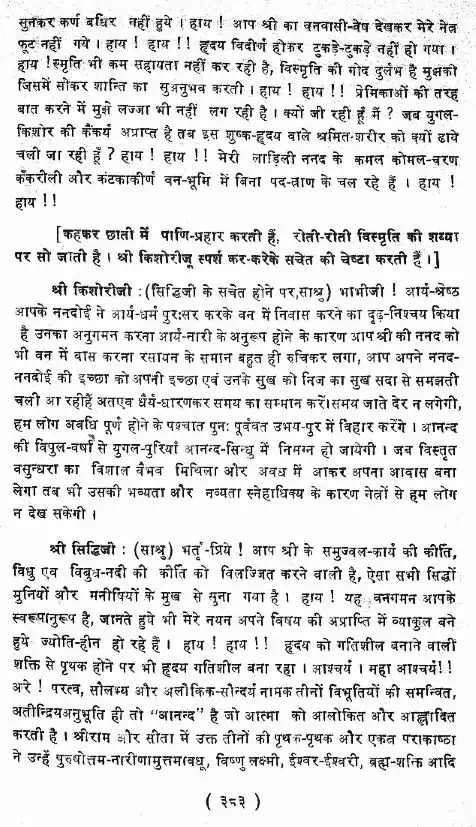 सुनकर कर्ण बधिर नहीं हुये । हाय ! आप श्री का वनवासी-वेष देखकर मेरे नेत्र
फूट नहीं गये । हाय ! हाय !! हृदय विदीर्ण होकर टुकड़े-टुकड़े नहीं हो गया ।
हाय !स्मृति भी कम सहायता नहीं कर रही है, विस्मृति की गोद दुर्लभ है मुझको
जिसमें सोकर शान्ति का सुअनुभव करती । हाय ! हाय !! प्रेमिकाओं की तरह
बात करने में मुझे लज्जा भी नहीं लग रही है । क्यों जी रही हूँ मैं ? जब युगल-
किशोर की कैंकर्य अप्राप्त है तब इस शुष्क-हृदय वाले श्रमित-शरीर को क्यों ढोये
चली जा रही हूँ ? हाय ! हाय !! मेरी लाड़िली ननद के कमल कोमल-चरण
कँकरीली और कंटकाकीर्ण वन-भूमि में बिना पद-त्राण के चल रहे हैं । हाय !
हाय !!
[कहकर छाती में पाणि-प्रहार करती हैं, रोती-रोती विस्मृति की शय्या
पर सो जाती है । श्री किशोरीजू स्पर्श कर-करके सचेत की चेष्टा करती हैं ।]
श्री किशोरीजी : (सिद्धिजी के सचेत होने पर,साश्रु) भाभीजी ! आर्य-श्रेष्ठ
आपके ननदोई ने आर्य-धर्म पुर:सर करके वन में निवास करने का दृढ़-निश्चय किया
है उनका अनुगमन करना आर्य-नारी के अनुरूप होने के कारण आप श्री की ननद को
भी वन में वास करना रसायन के समान बहुत ही रुचिकर लगा, आप अपने ननद-
ननदोई की इच्छा को अपनी इच्छा एवं उनके सुख को निज का सुख सदा से समझती
चली आ रहीहैं अतएव धैर्य-धारणकर समय का सम्मान करें।समय जाते देर न लगेगी,
हम लोग अवधि पूर्ण होने के पश्चात पुनः पूर्ववत उभय-पुर में विहार करेंगे । आनन्द
की विपुल-वर्षा से युगल-पुरियाँ आनन्द-सिन्धु में निमग्न हो जायेगी । जब विस्तृत
वसुन्धरा का विशाल वैभव मिथिला और अवध में आकर अपना आवास बना
लेगा तब भी उसकी भव्यता और नव्यता स्नेहाधिक्य के कारण नेत्रों से हम लोग
न देख सकेगी ।
श्री सिद्धिजी : (साश्रु) भर्तृ-प्रिये ! आप श्री के समुज्वल-कार्य की कीर्ति,
विधु एव विबुध-नदी की कीर्ति को विलज्जित करने वाली है, ऐसा सभी सिद्धों
मुनियों और मनीषियों के मुख से सुना गया है । हाय ! यह वनगमन आपके
स्वरूपानुरूप है, जानते हुये भी मेरे नयन अपने विषय की अप्राप्ति में व्याकुल बने
हुये ज्योति-हीन हो रहे हैं । हाय ! हाय !! हृदय को गतिशील बनाने वाली
शक्ति से पृथक होने पर भी हृदय गतिशील बना रहा । आश्चर्य । महा आश्चर्य!!
अरे ! परत्व, सौलभ्य और अलौकिक-सौन्दर्य नामक तीनों विभूतियों की समन्वित,
अतीन्द्रियअनुभूति ही तो "आनन्द" है जो आत्मा को आलोकित और आह्लादित
करती है । श्रीराम और सीता में उक्त तीनों की पृथक-पृथक और एकत्र पराकाष्ठा
ने उन्हें पुरुषोत्तम-नारीणामुत्तमावधू, विष्णु लक्ष्मी, ईश्वर-ईश्वरी, ब्रह्म-शक्ति आदि
( ३८३ )